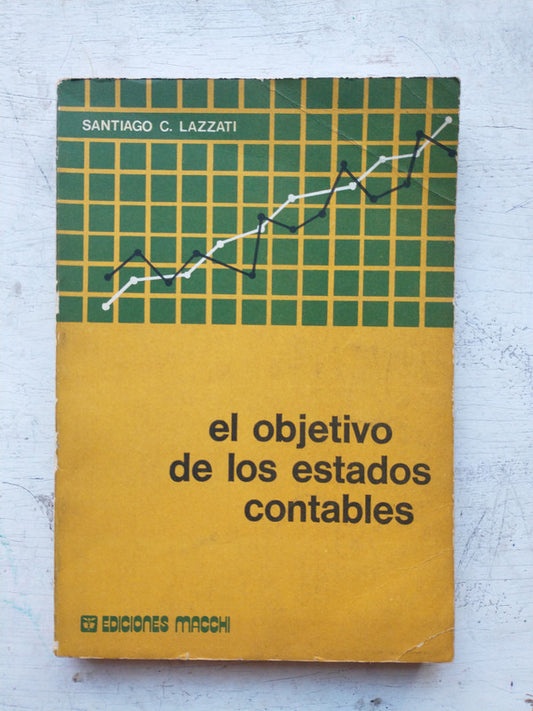 SANTIAGO C. LAZZATI
el objetivo
de los estados
contables
EDICIONES MACCHI